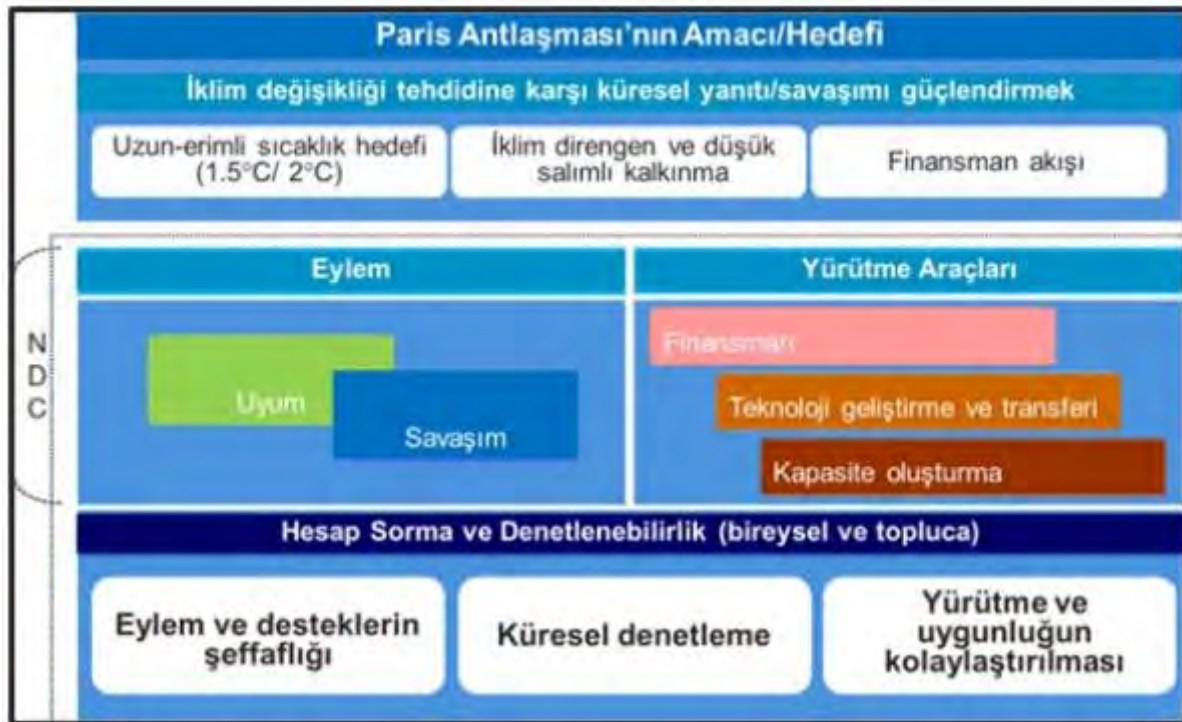 Paris Antlaşması'nın Amacı/Hedefi
İklim değişikliği tehdidine karşı küresel yanıtı/savaşımı güçlendirmek
Uzun-erimli sıcaklık hedefi
(1.5°C/ 2°C)
İklim direngen ve düşük
salımlı kalkınma
Finansman akışı
NDC
Eylem
Yürütme Araçları
Uyum
Savaşım
Finansman
Teknoloji geliştirme ve transferi
Kapasite oluşturma
Hesap Sorma ve Denetlenebilirlik (bireysel ve topluca)
Eylem ve desteklerin
şeffaflığı
Küresel denetleme
Yürütme ve
uygunluğun
kolaylaştırılması